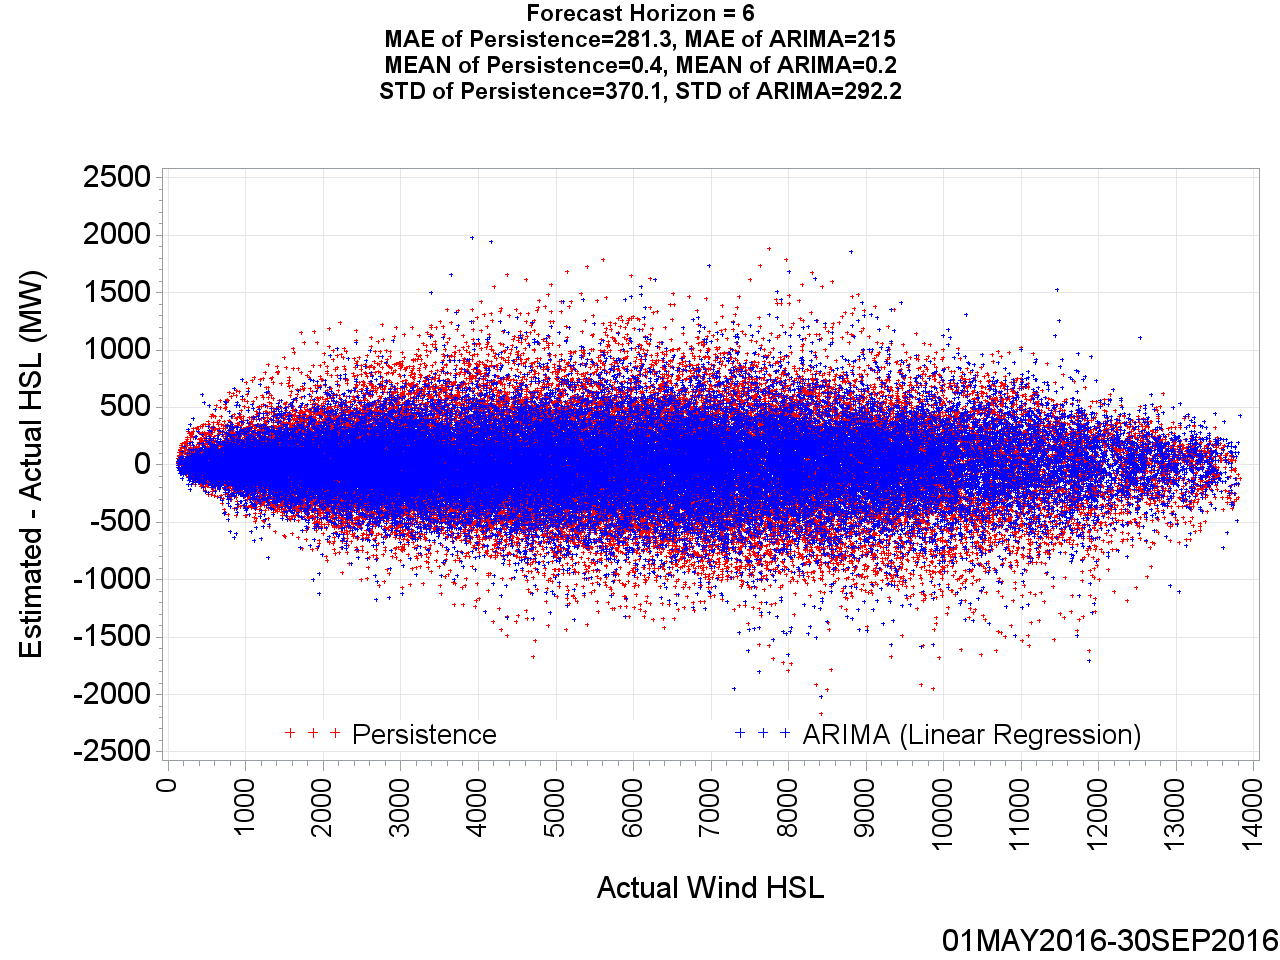 Forecast Horizon = 6
MAE of Persistence=281.3, MAE of ARIMA=215
MEAN of Persistence=0.4, MEAN of ARIMA=0.2
STD of Persistence=370.1, STD of ARIMA=292.2
Estimated - Actual HSL (MW)
2500
2000
1500
1000
500
0
-500
-1000
-1500
-2000
-2500
Persistence
ARIMA (Linear Regression)
0
1000
2000
3000
4000
5000
6000
7000
8000
9000
10000
11000
12000
13000
14000
Actual Wind HSL
01MAY2016-30SEP2016